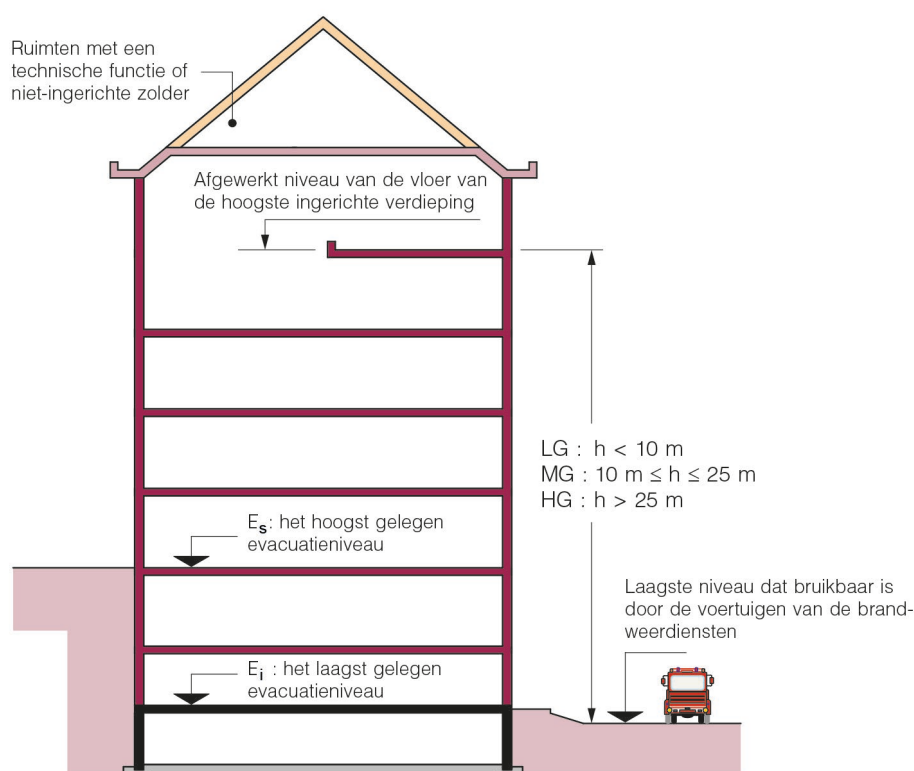 Ruimten met een
technische functie of
niet-ingerichte zolder
Afgewerkt niveau van de vloer van
de hoogste ingerichte verdieping
LG : h < 10 m
MG : 10 m ≤ h ≤ 25 m
HG : h > 25 m
Es : het hoogst gelegen
evacuatieniveau
Laagste niveau dat bruikbaar is
door de voertuigen van de brand-
weerdiensten
Ei : het laagst gelegen
evacuatieniveau